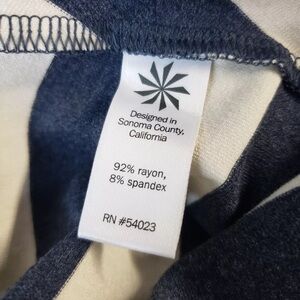 Designed in
Sonoma County,
California
92% rayon,
8% spandex
RN #54023